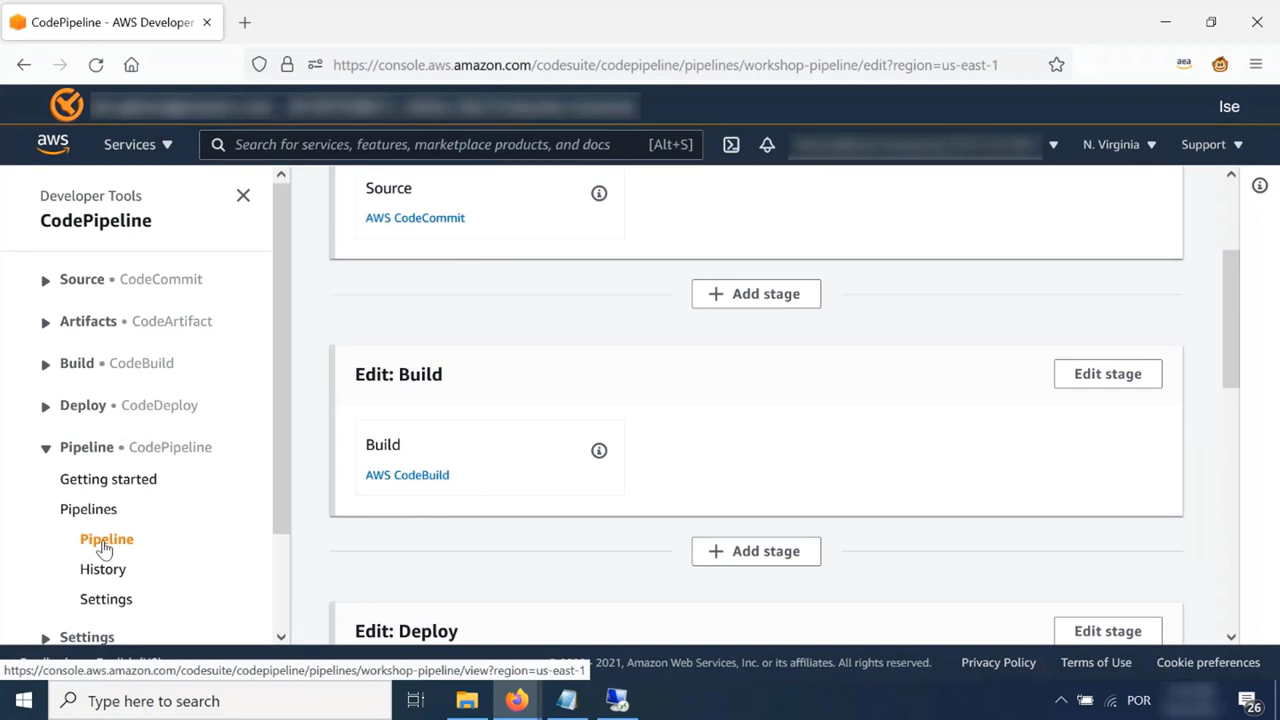 CodePipeline - AWS Developer
https://console.aws.amazon.com/codesuite/codepipeline/pipelines/workshop-pipeline/edit?region=us-east-1
aea
Ise
aws
Services
Search for services, features, marketplace products, and docs
[Alt+S]
N. Virginia
Support
Developer Tools
CodePipeline
Source • CodeCommit
Artifacts • CodeArtifact
Build • CodeBuild
Deploy • CodeDeploy
Pipeline • CodePipeline
Getting started
Pipelines
Pipeline
History
Settings
Settings
Source
AWS CodeCommit
Add stage
Edit: Build
Edit stage
Build
AWS CodeBuild
Add stage
Edit: Deploy
Edit stage
https://console.aws.amazon.com/codesuite/codepipeline/pipelines/workshop-pipeline/view?region=us-east-1
2021, Amazon Web Services, Inc. or its affiliates. All rights reserved.
Privacy Policy
Terms of Use
Cookie preferences
Type here to search
POR
26